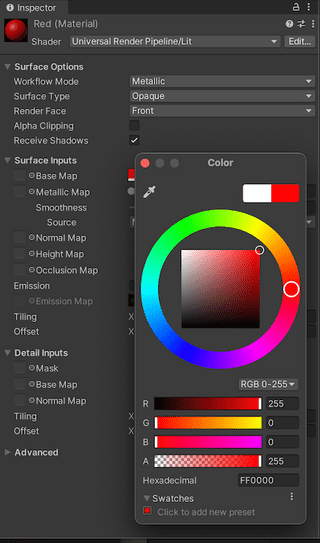 Inspector
Red (Material)
Shader Universal Render Pipeline/Lit Edit...
Surface Options
Workflow Mode Metallic
Surface Type Opaque
Render Face Front
Alpha Clipping
Receive Shadows
Surface Inputs
Base Map
Metallic Map
Smoothness
Source
Normal Map
Height Map
Occlusion Map
Emission
Emission Map
Tiling X
Offset X
Detail Inputs
Mask
Base Map
Normal Map
Tiling X
Offset X
Advanced
Color
RGB 0-255
R 255
G 0
B 0
A 255
Hexadecimal FF0000
Swatches
Click to add new preset